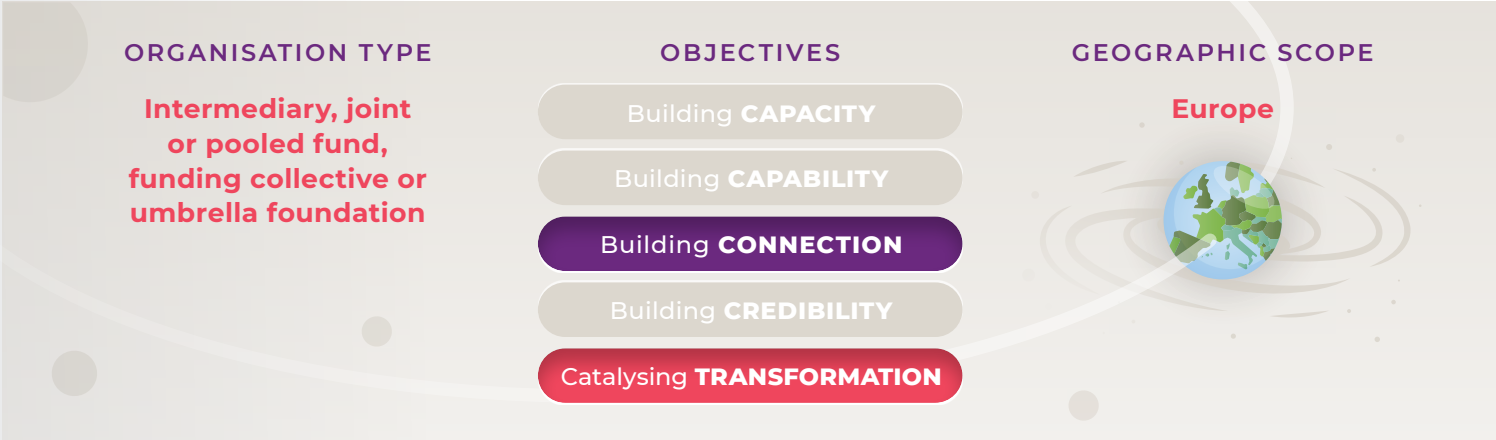 ORGANISATION TYPE
Intermediary, joint
or pooled fund,
funding collective or
umbrella foundation
OBJECTIVES
Building CAPACITY
Building CAPABILITY
Building CONNECTION
Building CREDIBILITY
Catalysing TRANSFORMATION
GEOGRAPHIC SCOPE
Europe